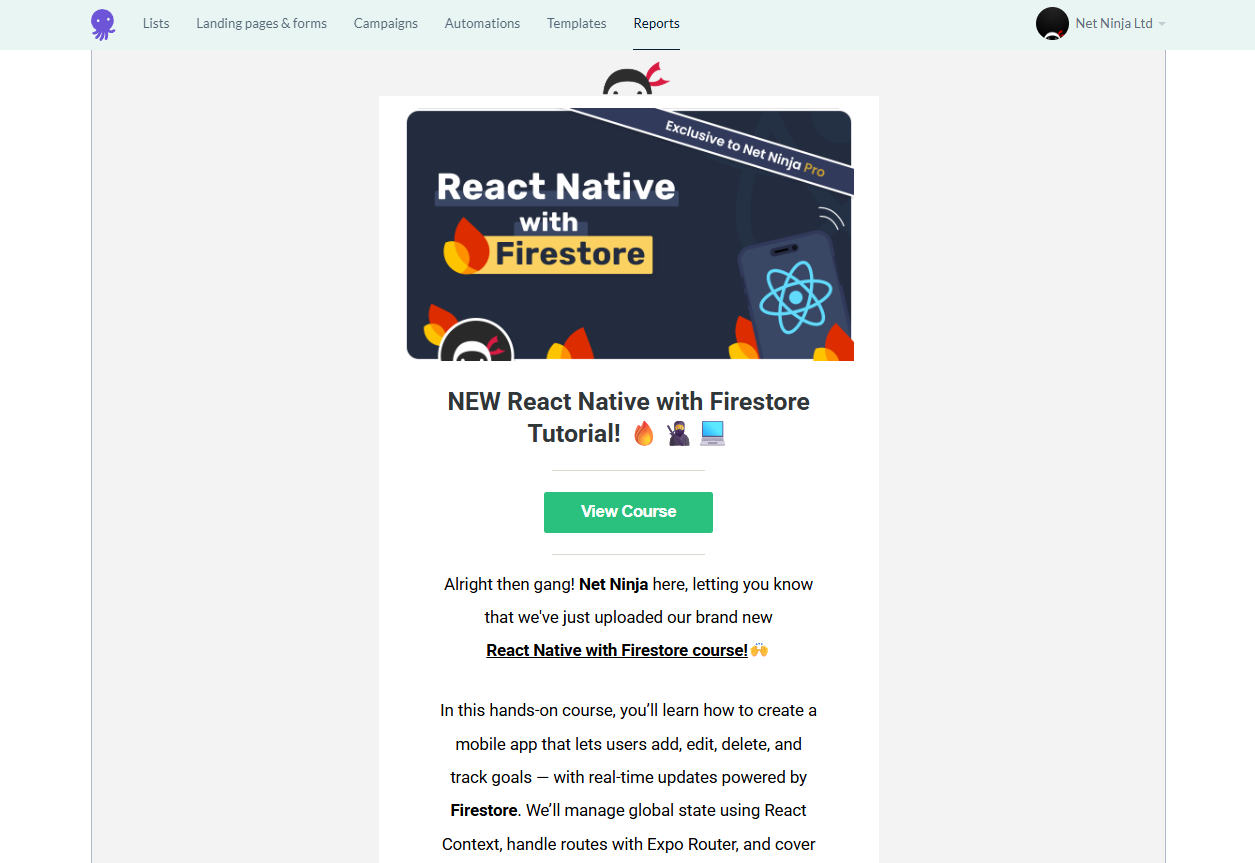 Lists Landing pages & forms Campaigns Automations Templates Reports Net Ninja Ltd
Exclusive to Net Ninja Pro
React Native
with
Firestore
NEW React Native with Firestore
Tutorial! 🔥 🥷 💻
View Course
Alright then gang! Net Ninja here, letting you know
that we've just uploaded our brand new
React Native with Firestore course! 🙌
In this hands-on course, you’ll learn how to create a
mobile app that lets users add, edit, delete, and
track goals — with real-time updates powered by
Firestore. We’ll manage global state using React
Context, handle routes with Expo Router, and cover